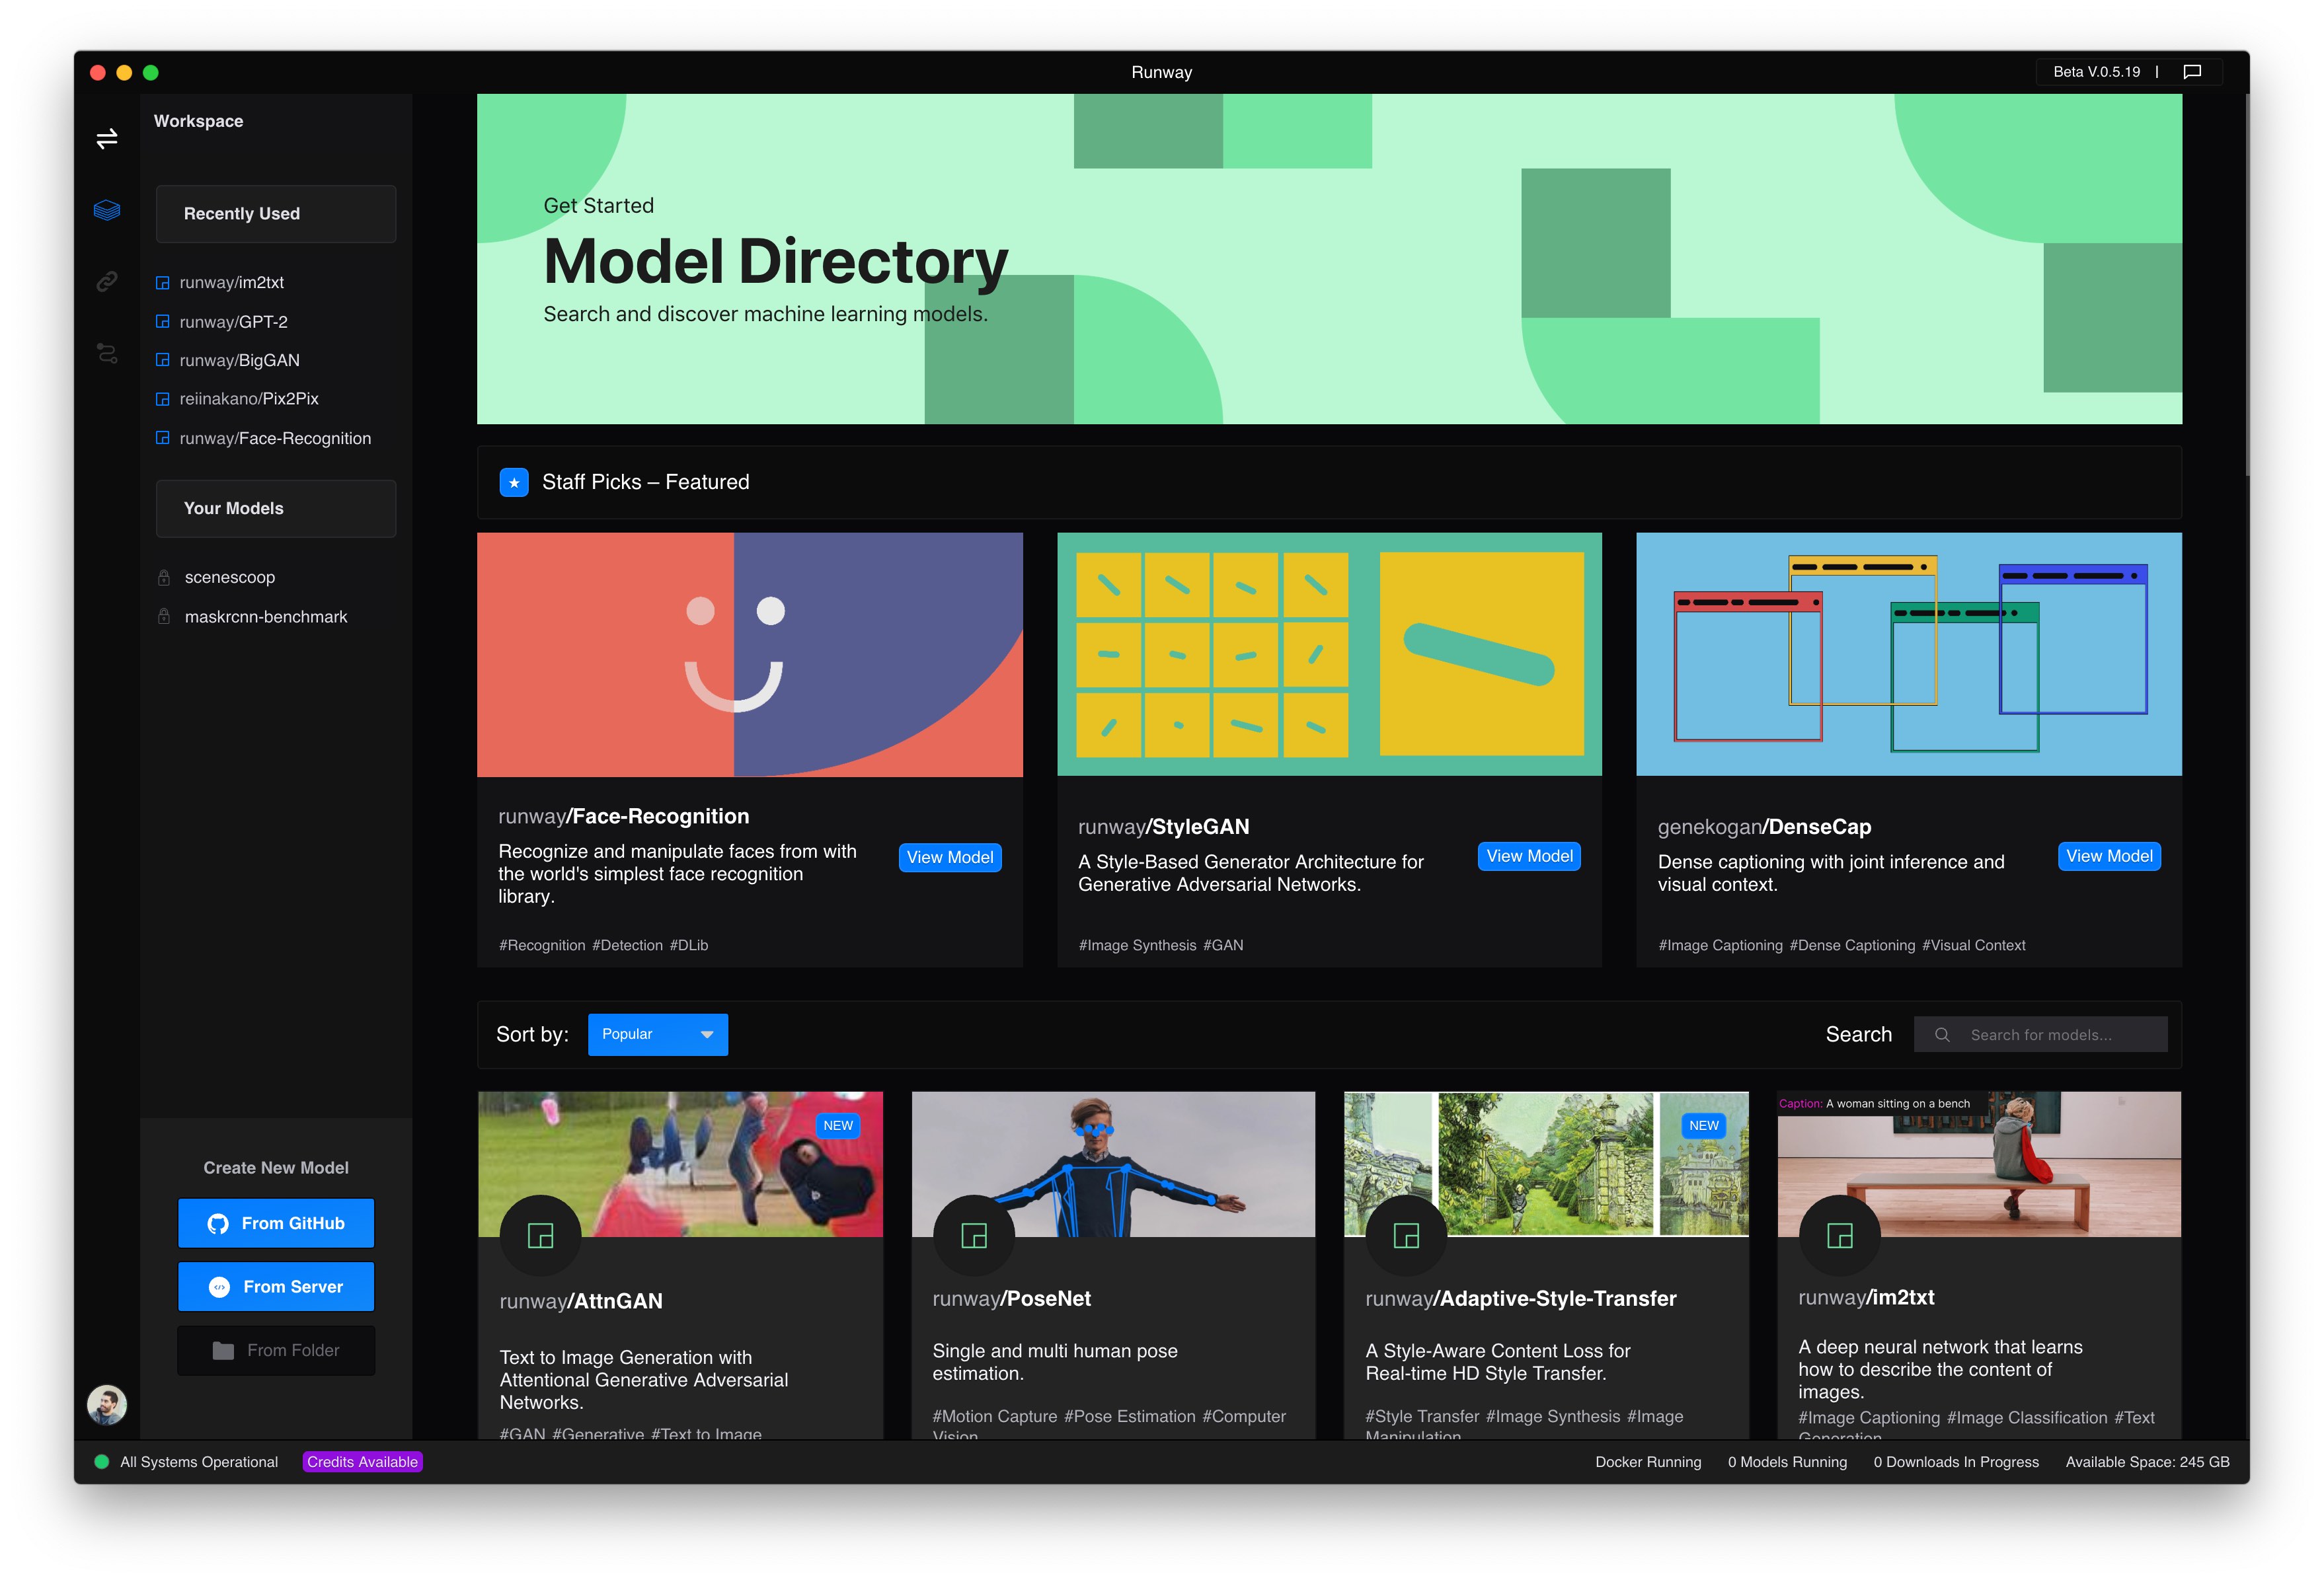 Runway
Beta V.0.5.19 |
Workspace
Recently Used
runway/im2txt
runway/GPT-2
runway/BigGAN
reiinakano/Pix2Pix
runway/Face-Recognition
Your Models
scenescoop
maskrcnn-benchmark
Create New Model
From GitHub
From Server
From Folder
Get Started
Model Directory
Search and discover machine learning models.
Staff Picks – Featured
runway/Face-Recognition
Recognize and manipulate faces from with
the world's simplest face recognition
library.
View Model
#Recognition #Detection #DLib
runway/StyleGAN
A Style-Based Generator Architecture for
Generative Adversarial Networks.
View Model
#Image Synthesis #GAN
genekogan/DenseCap
Dense captioning with joint inference and
visual context.
View Model
#Image Captioning #Dense Captioning #Visual Context
Sort by:
Popular
Search
Search for models...
NEW
runway/AttnGAN
Text to Image Generation with
Attentional Generative Adversarial
Networks.
#GAN #Generative #Text to Image
runway/PoseNet
Single and multi human pose
estimation.
#Motion Capture #Pose Estimation #Computer
Vision
NEW
runway/Adaptive-Style-Transfer
A Style-Aware Content Loss for
Real-time HD Style Transfer.
#Style Transfer #Image Synthesis #Image
Manipulation
Caption: A woman sitting on a bench
runway/im2txt
A deep neural network that learns
how to describe the content of
images.
#Image Captioning #Image Classification #Text
Generation
All Systems Operational
Credits Available
Docker Running
0 Models Running
0 Downloads In Progress
Available Space: 245 GB